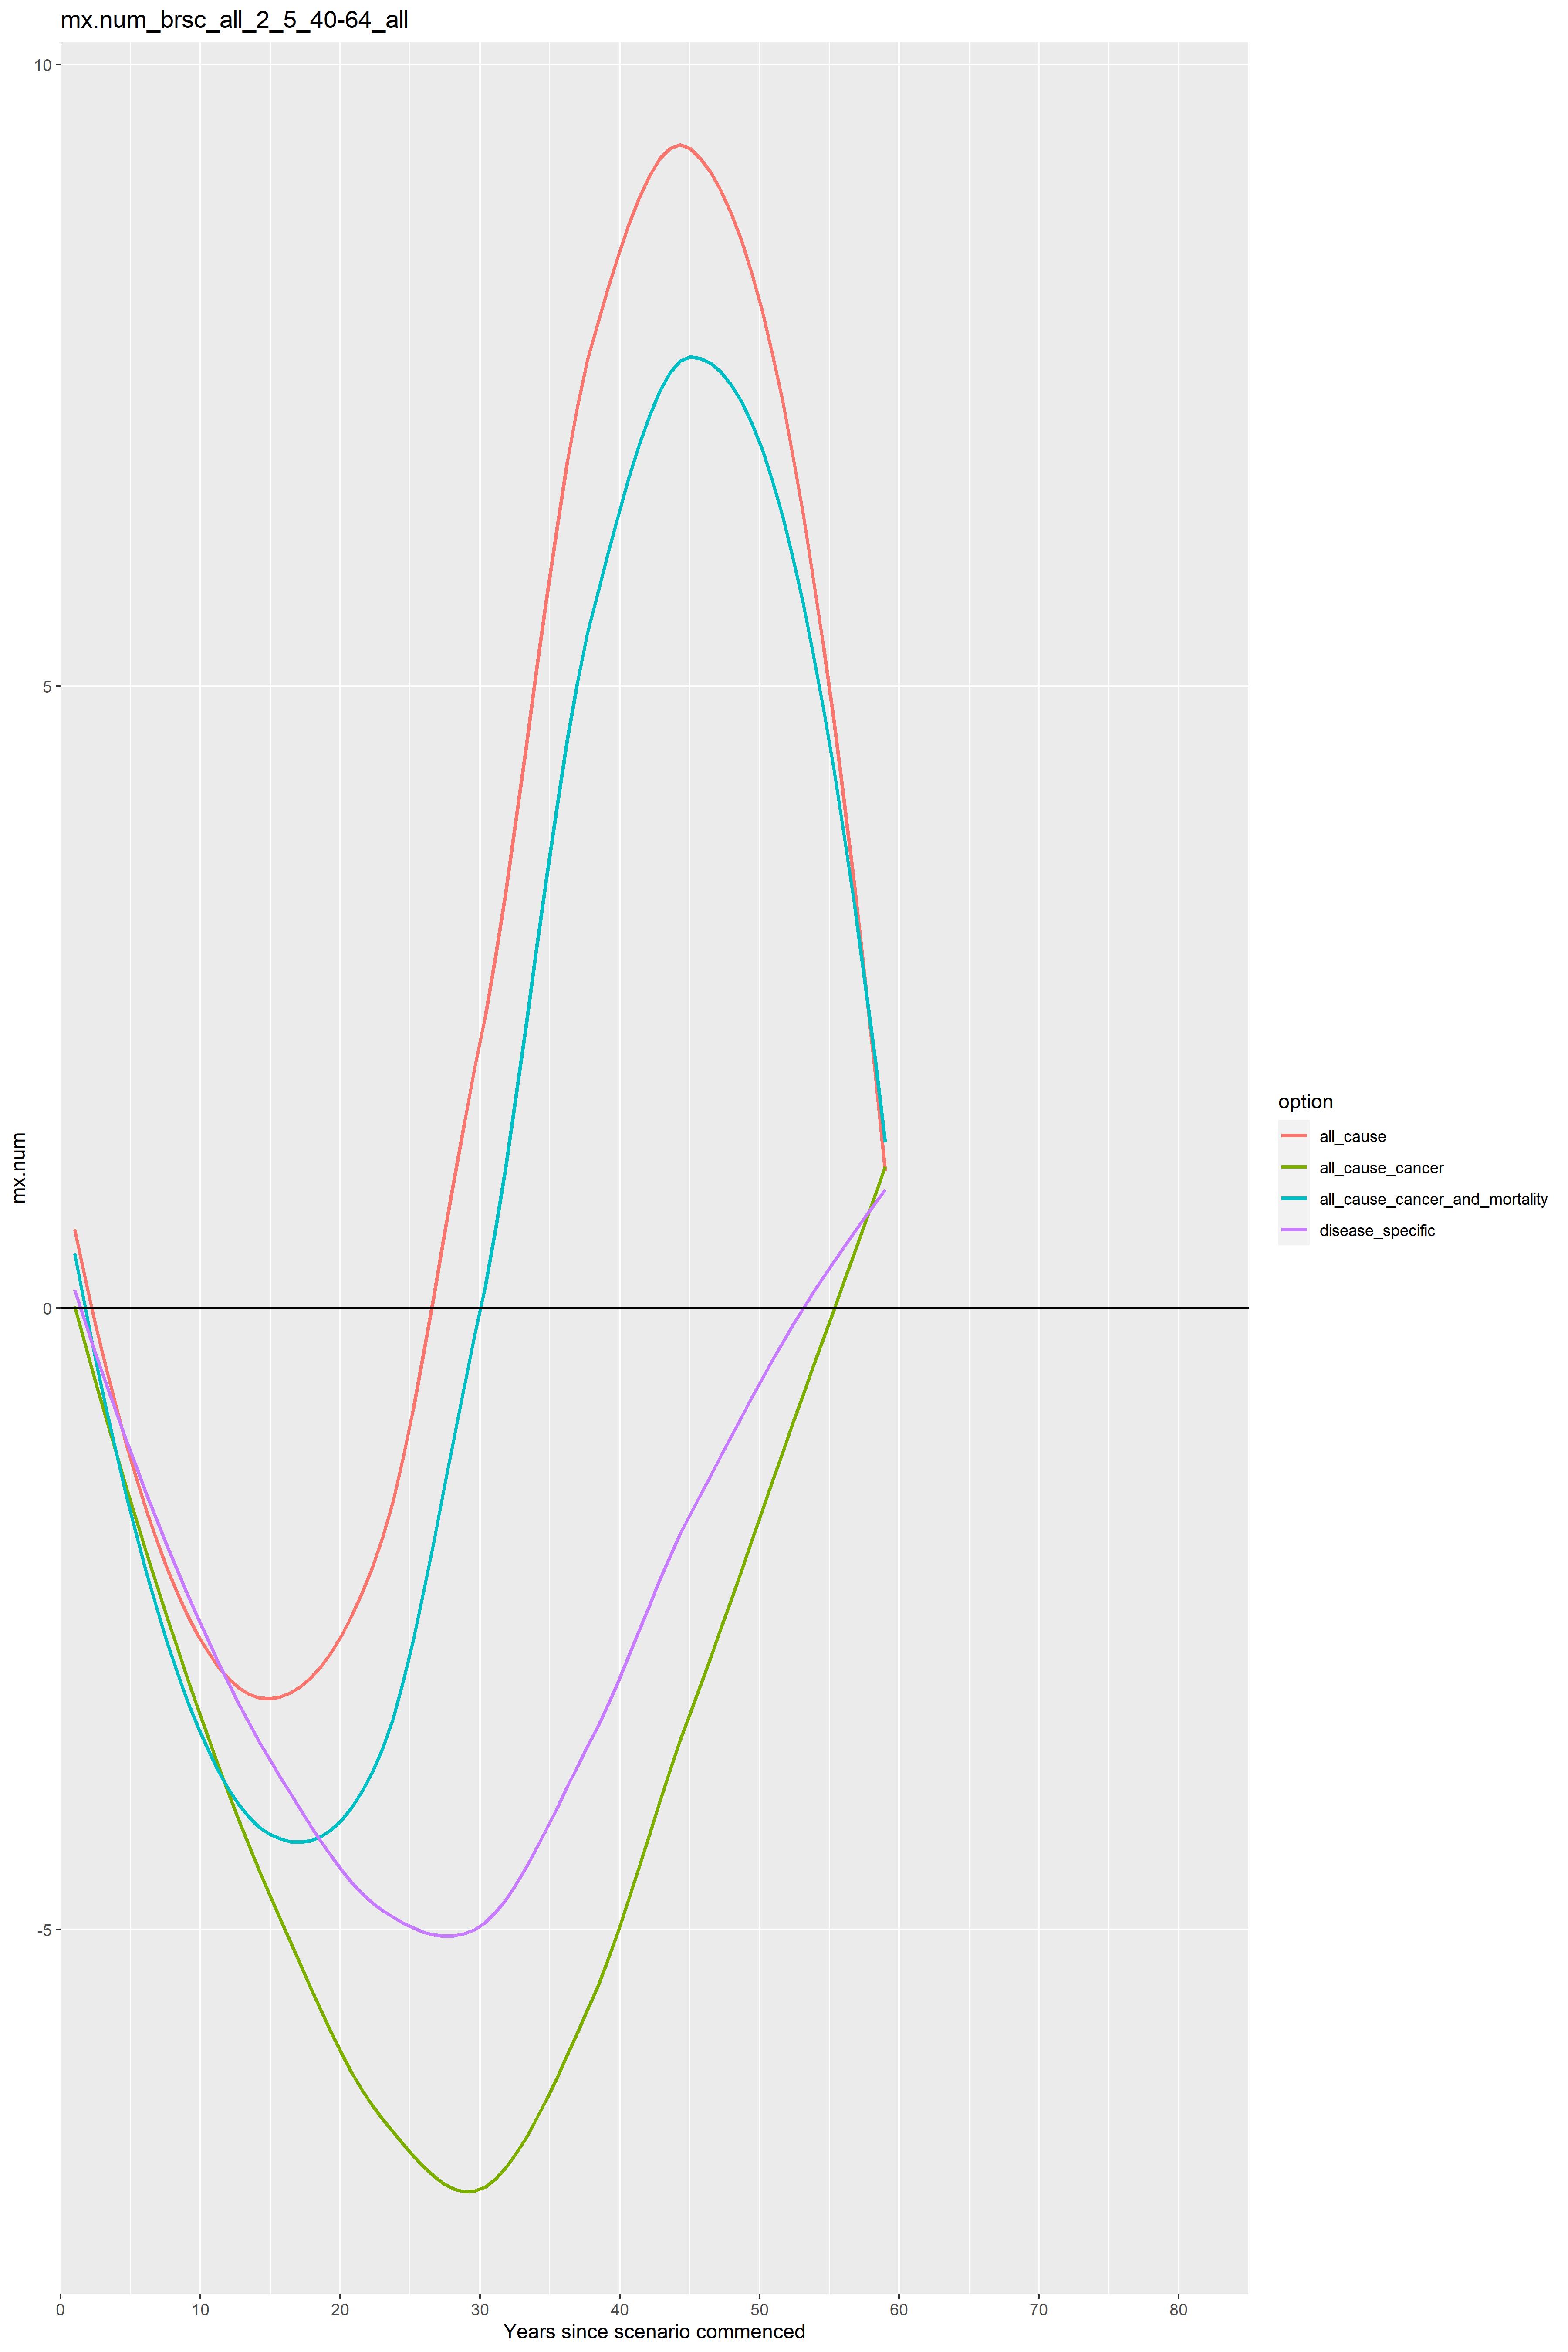 mx.num_brsc_all_2_5_40-64_all
10
5
0
-5
mx.num
0 10 20 30 40 50 60 70 80
Years since scenario commenced
option
all_cause
all_cause_cancer
all_cause_cancer_and_mortality
disease_specific